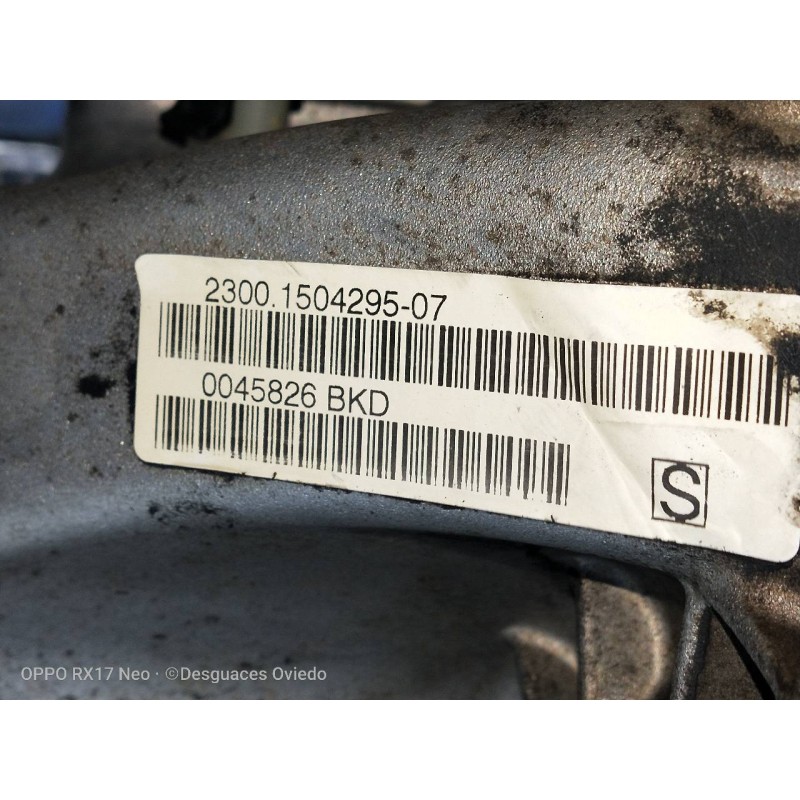 2300.1504295-07
0045826 BKD
S
OPPO RX17 Neo · ©Desguaces Oviedo